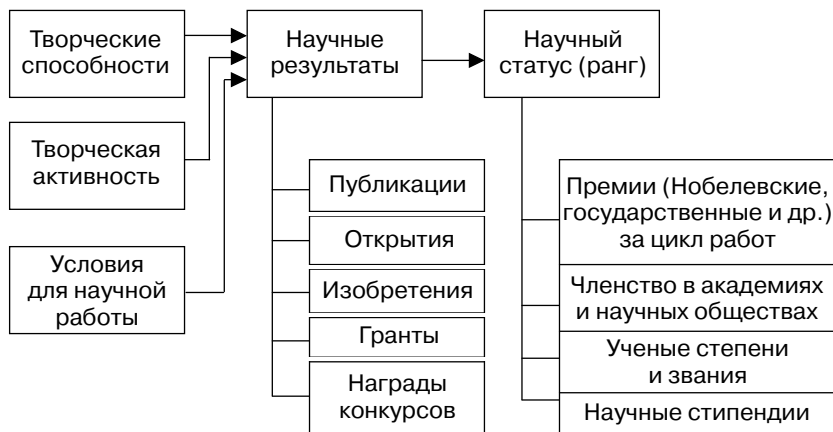 Творческие
способности
Научные
результаты
Научный
статус (ранг)
Творческая
активность
Условия
для научной
работы
Публикации
Открытия
Изобретения
Гранты
Награды
конкурсов
Премии (Нобелевские,
государственные и др.)
за цикл работ
Членство в академиях
и научных обществах
Ученые степени
и звания
Научные стипендии